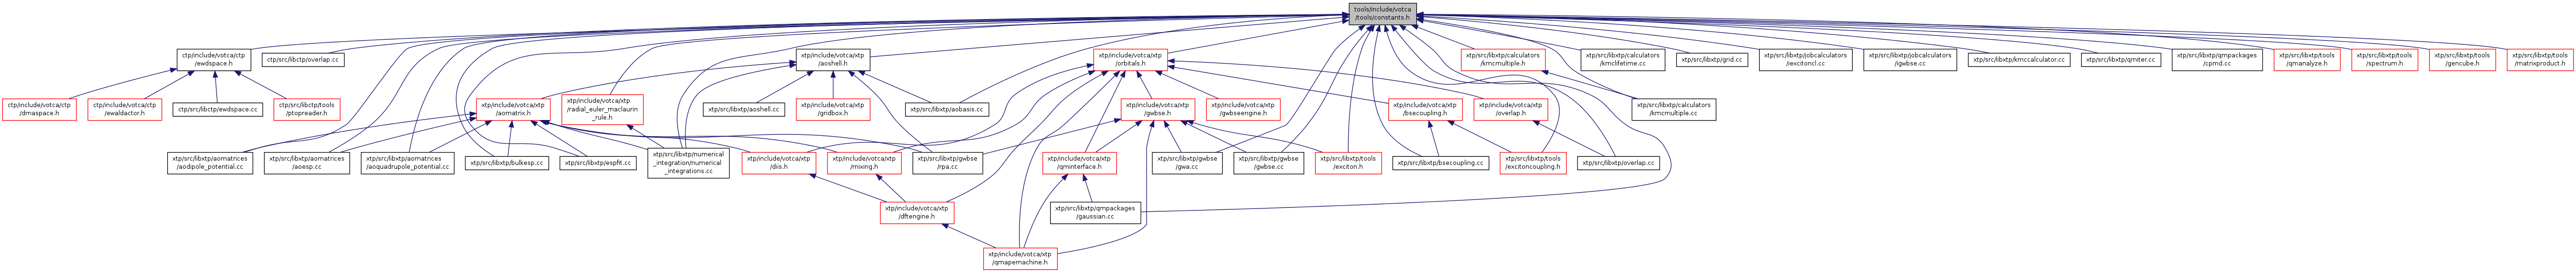 tools/include/votca
/tools/constants.h
ctp/include/votca/ctp
/ewdspace.h
ctp/src/libctp/overlap.cc
xtp/include/votca/xtp
/aoshell.h
xtp/include/votca/xtp
/orbitals.h
xtp/src/libxtp/calculators
/kmcmultiple.h
xtp/src/libxtp/calculators
/kmclifetime.cc
xtp/src/libxtp/grid.cc
xtp/src/libxtp/jobcalculators
/exciton​cl.cc
xtp/src/libxtp/jobcalculators
/igwbse.cc
xtp/src/libxtp/kmccalculator.cc
xtp/src/libxtp/qmiter.cc
xtp/src/libxtp/qmpackages
/cpmd.cc
xtp/src/libxtp/tools
/qmanalyze.h
xtp/src/libxtp/tools
/spectrum.h
xtp/src/libxtp/tools
/gencube.h
xtp/src/libxtp/tools
/matrixproduct.h
ctp/include/votca/ctp
/dmaspace.h
ctp/include/votca/ctp
/ewaldactor.h
ctp/src/libctp/ewdspace.cc
ctp/src/libctp/tools
/ptopreader.h
xtp/include/votca/xtp
/aomatrix.h
xtp/include/votca/xtp
/radial_euler_maclaurin
_rule.h
xtp/src/libxtp/aoshell.cc
xtp/include/votca/xtp
/gridbox.h
xtp/src/libxtp/aobasis.cc
xtp/include/votca/xtp
/gwbse.h
xtp/include/votca/xtp
/gwbseengine.h
xtp/include/votca/xtp
/bsecoupling.h
xtp/include/votca/xtp
/overlap.h
xtp/src/libxtp/calculators
/kmcmultiple.cc
xtp/src/libxtp/aomatrices
/aodipole_potential.cc
xtp/src/libxtp/aomatrices
/aoesp.cc
xtp/src/libxtp/aomatrices
/aoquadrupole_potential.cc
xtp/src/libxtp/bulkesp.cc
xtp/src/libxtp/espfit.cc
xtp/src/libxtp/numerical
_integration/numerical
_integrations.cc
xtp/include/votca/xtp
/diis.h
xtp/include/votca/xtp
/mixing.h
xtp/src/libxtp/gwbse
/rpa.cc
xtp/include/votca/xtp
/qminterface.h
xtp/src/libxtp/gwbse
/gwa.cc
xtp/src/libxtp/gwbse
/gwbse.cc
xtp/src/libxtp/tools
/exciton.h
xtp/src/libxtp/bsecoupling.cc
xtp/src/libxtp/tools
/excitoncoupling.h
xtp/src/libxtp/overlap.cc
xtp/include/votca/xtp
/dftengine.h
xtp/src/libxtp/qmpackages
/gaussian.cc
xtp/include/votca/xtp
/qmapemachine.h